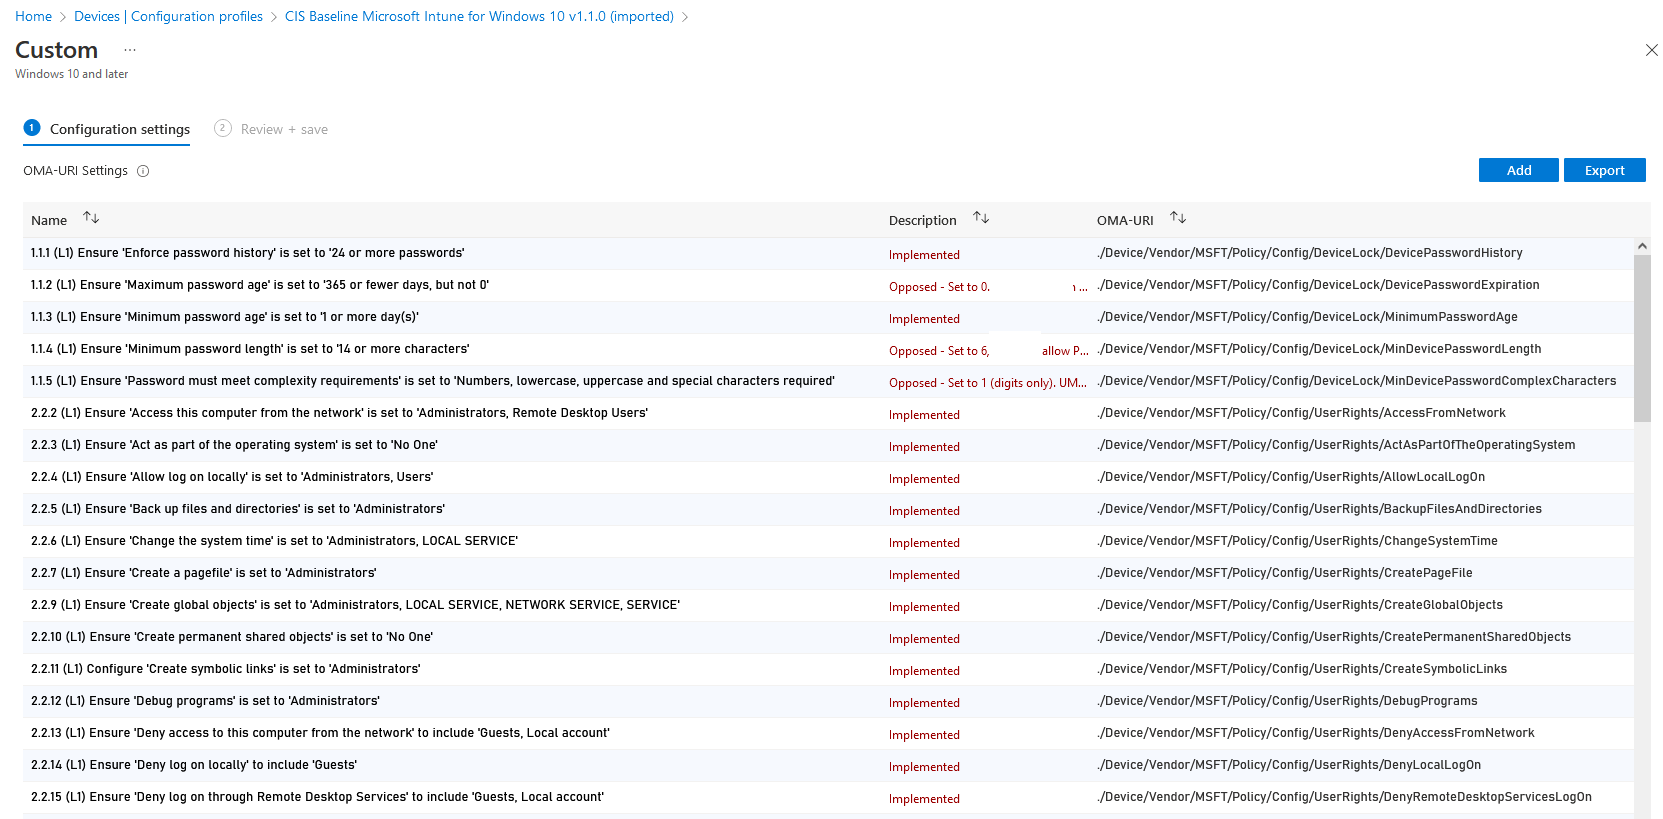 Home > Devices | Configuration profiles > CIS Baseline Microsoft Intune for Windows 10 v1.1.0 (imported) >
Custom ...
Windows 10 and later
1 Configuration settings 2 Review + save
OMA-URI Settings
Add Export
Name Description OMA-URI
1.1.1 (L1) Ensure 'Enforce password history' is set to '24 or more passwords' Implemented ./Device/Vendor/MSFT/Policy/Config/DeviceLock/DevicePasswordHistory
1.1.2 (L1) Ensure 'Maximum password age' is set to '365 or fewer days, but not 0' Opposed - Set to 0. ... ./Device/Vendor/MSFT/Policy/Config/DeviceLock/DevicePasswordExpiration
1.1.3 (L1) Ensure 'Minimum password age' is set to '1 or more day(s)' Implemented ./Device/Vendor/MSFT/Policy/Config/DeviceLock/MinimumPasswordAge
1.1.4 (L1) Ensure 'Minimum password length' is set to '14 or more characters' Opposed - Set to 6, allow P... ./Device/Vendor/MSFT/Policy/Config/DeviceLock/MinDevicePasswordLength
1.1.5 (L1) Ensure 'Password must meet complexity requirements' is set to 'Numbers, lowercase, uppercase and special characters required' Opposed - Set to 1 (digits only). UM... ./Device/Vendor/MSFT/Policy/Config/DeviceLock/MinDevicePasswordComplexCharacters
2.2.2 (L1) Ensure 'Access this computer from the network' is set to 'Administrators, Remote Desktop Users' Implemented ./Device/Vendor/MSFT/Policy/Config/UserRights/AccessFromNetwork
2.2.3 (L1) Ensure 'Act as part of the operating system' is set to 'No One' Implemented ./Device/Vendor/MSFT/Policy/Config/UserRights/ActAsPartOfTheOperatingSystem
2.2.4 (L1) Ensure 'Allow log on locally' is set to 'Administrators, Users' Implemented ./Device/Vendor/MSFT/Policy/Config/UserRights/AllowLocalLogOn
2.2.5 (L1) Ensure 'Back up files and directories' is set to 'Administrators' Implemented ./Device/Vendor/MSFT/Policy/Config/UserRights/BackupFilesAndDirectories
2.2.6 (L1) Ensure 'Change the system time' is set to 'Administrators, LOCAL SERVICE' Implemented ./Device/Vendor/MSFT/Policy/Config/UserRights/ChangeSystemTime
2.2.7 (L1) Ensure 'Create a pagefile' is set to 'Administrators' Implemented ./Device/Vendor/MSFT/Policy/Config/UserRights/CreatePageFile
2.2.9 (L1) Ensure 'Create global objects' is set to 'Administrators, LOCAL SERVICE, NETWORK SERVICE, SERVICE' Implemented ./Device/Vendor/MSFT/Policy/Config/UserRights/CreateGlobalObjects
2.2.10 (L1) Ensure 'Create permanent shared objects' is set to 'No One' Implemented ./Device/Vendor/MSFT/Policy/Config/UserRights/CreatePermanentSharedObjects
2.2.11 (L1) Configure 'Create symbolic links' is set to 'Administrators' Implemented ./Device/Vendor/MSFT/Policy/Config/UserRights/CreateSymbolicLinks
2.2.12 (L1) Ensure 'Debug programs' is set to 'Administrators' Implemented ./Device/Vendor/MSFT/Policy/Config/UserRights/DebugPrograms
2.2.13 (L1) Ensure 'Deny access to this computer from the network' to include 'Guests, Local account' Implemented ./Device/Vendor/MSFT/Policy/Config/UserRights/DenyAccessFromNetwork
2.2.14 (L1) Ensure 'Deny log on locally' to include 'Guests' Implemented ./Device/Vendor/MSFT/Policy/Config/UserRights/DenyLocalLogOn
2.2.15 (L1) Ensure 'Deny log on through Remote Desktop Services' to include 'Guests, Local account' Implemented ./Device/Vendor/MSFT/Policy/Config/UserRights/DenyRemoteDesktopServicesLogOn